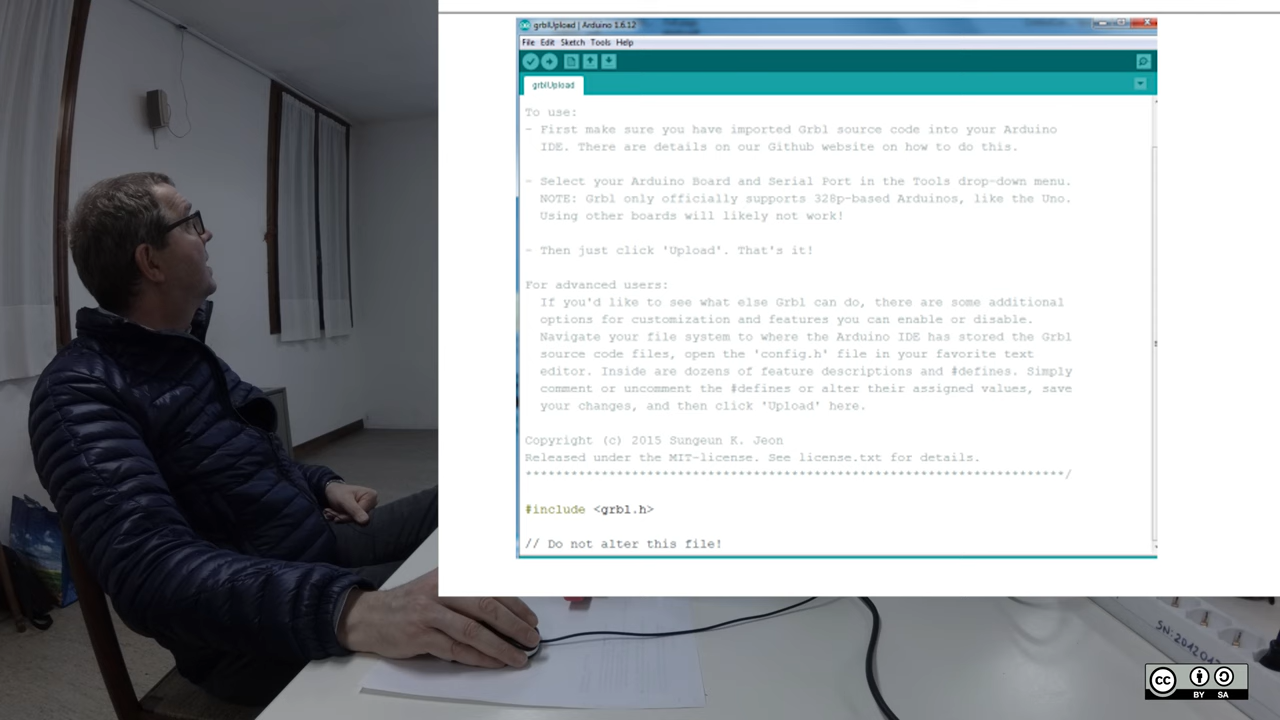 grblUpload | Arduino 1.6.12
File Edit Sketch Tools Help
grblUpload
To use:
- First make sure you have imported Grbl source code into your Arduino
IDE. There are details on our Github website on how to do this.
- Select your Arduino Board and Serial Port in the Tools drop-down menu.
NOTE: Grbl only officially supports 328p-based Arduinos, like the Uno.
Using other boards will likely not work!
- Then just click 'Upload'. That's it!
For advanced users:
If you'd like to see what else Grbl can do, there are some additional
options for customization and features you can enable or disable.
Navigate your file system to where the Arduino IDE has stored the Grbl
source code files, open the 'config.h' file in your favorite text
editor. Inside are dozens of feature descriptions and #defines. Simply
comment or uncomment the #defines or alter their assigned values, save
your changes, and then click 'Upload' here.
Copyright (c) 2015 Sungeun K. Jeon
Released under the MIT-license. See license.txt for details.
************************************************************************/
#include <grbl.h>
// Do not alter this file!
cc
BY SA